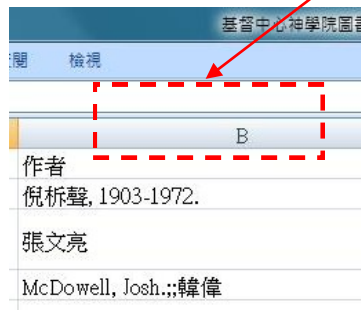 基督中心神學院圖書
閱 檢視
B
作者
倪柝聲, 1903-1972.
張文亮
McDowell, Josh.;;韓偉